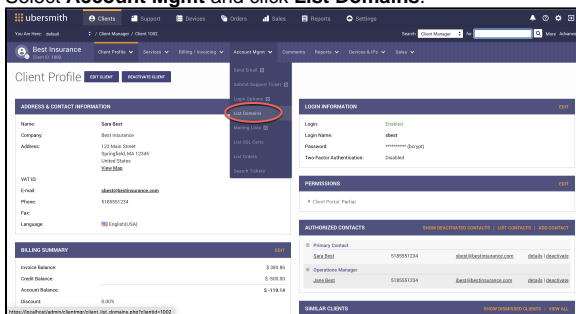 Select Account Mgmt and click List Domains.
ubersmith
Clients
Support
Devices
Orders
Sales
Reports
Settings
You Are Here: default
/ Client Manager / Client 1002
Search: Client Manager for
More Advance
Best Insurance
Client ID: 1002
Client Profile
Services
Billing / Invoicing
Account Mgmt
Comments
Reports
Devices & IPs
Sales
Client Profile
EDIT CLIENT
DEACTIVATE CLIENT
Send Email
Submit Support Ticket
Login Options
List Domains
Mailing Lists
List SSL Certs
List Orders
Search Tickets
ADDRESS & CONTACT INFORMATION
Name: Sara Best
Company: Best Insurance
Address: 123 Main Street
Springfield, MA 12345
United States
View Map
VAT ID:
E-mail: sbest@bestinsurance.com
Phone: 5185551234
Fax:
Language: English(USA)
BILLING SUMMARY EDIT
Invoice Balance: $ 380.86
Credit Balance: $ -500.00
Account Balance: $ -119.14
Discount: 0.00%
https://localhost/admin/clientmgr/client_list_domains.php?clientid=1002
LOGIN INFORMATION EDIT
Login: Enabled
Login Name: sbest
Password: ********** (bcrypt)
Two-Factor Authentication: Disabled
PERMISSIONS EDIT
Client Portal: Partial
AUTHORIZED CONTACTS SHOW DEACTIVATED CONTACTS | LIST CONTACTS | ADD CONTACT
Primary Contact
Sara Best 5185551234 sbest@bestinsurance.com details | deactivate
Operations Manager
Jane Best 5185551234 jbest@bestinsurance.com details | deactivate
SIMILAR CLIENTS SHOW DISMISSED CLIENTS | VIEW ALL